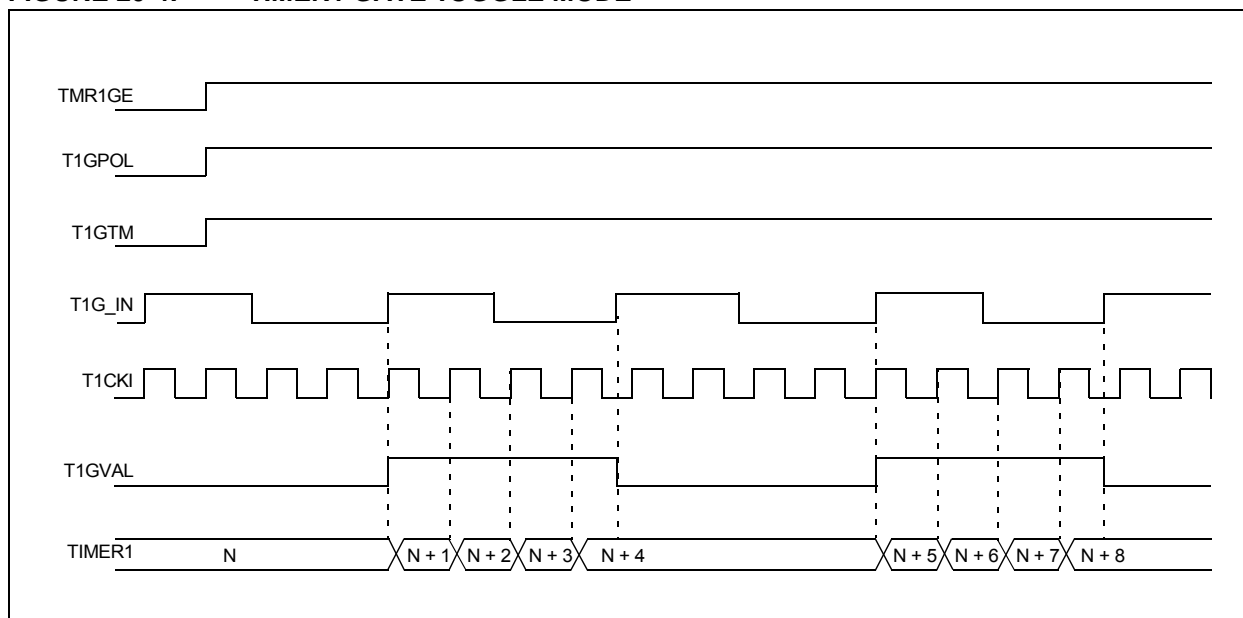 TMR1GE
T1GPOL
T1GTM
T1G_IN
T1CKI
T1GVAL
TIMER1 N N + 1 N + 2 N + 3 N + 4 N + 5 N + 6 N + 7 N + 8